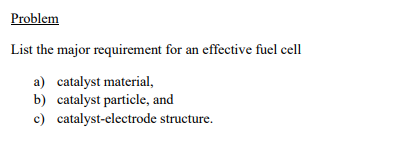 Problem
List the major requirement for an effective fuel cell
a) catalyst material,
b) catalyst particle, and
c) catalyst-electrode structure.